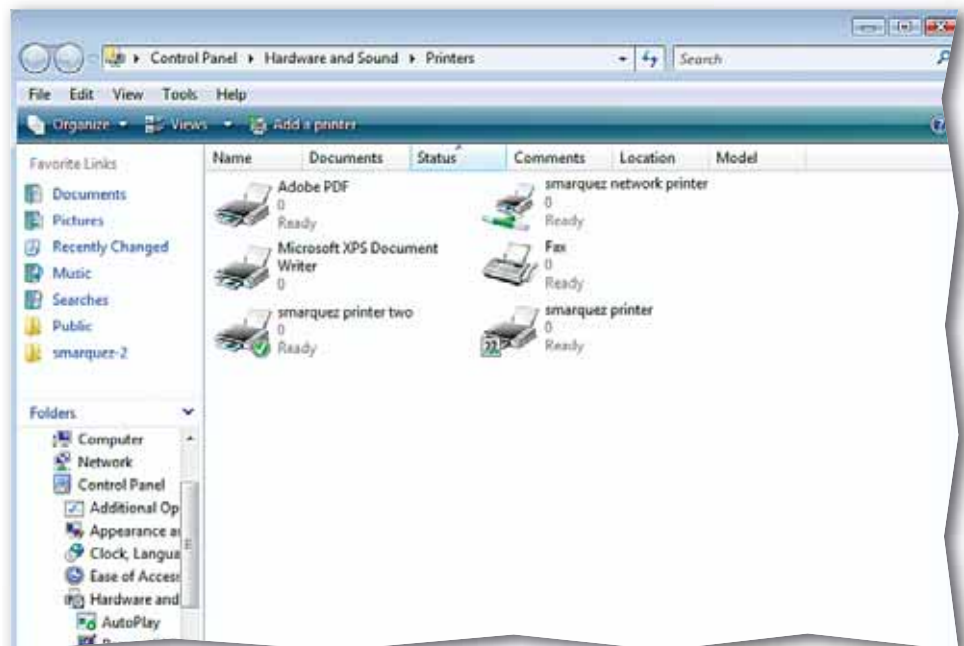 Control Panel ▸ Hardware and Sound ▸ Printers
Search
File Edit View Tools Help
Organize Views Add a printer
Favorite Links
Documents
Pictures
Recently Changed
Music
Searches
Public
smarquez-2
Folders
Computer
Network
Control Panel
Additional Op
Appearance a
Clock, Langua
Ease of Access
Hardware and
AutoPlay
Name Documents Status Comments Location Model
Adobe PDF
0
Ready
Microsoft XPS Document
Writer
0
smarquez printer two
0
Ready
smarquez network printer
0
Ready
Fax
0
Ready
smarquez printer
0
Ready